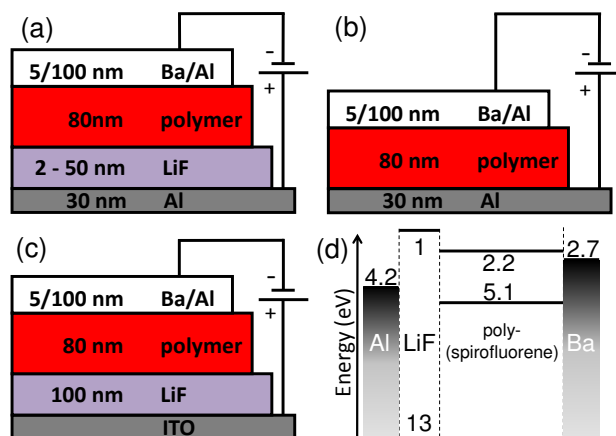 (a)
-
+
5/100 nm Ba/Al
80nm polymer
2 - 50 nm LiF
30 nm Al
(b)
-
+
5/100 nm Ba/Al
80 nm polymer
30 nm Al
(c)
-
+
5/100 nm Ba/Al
80 nm polymer
100 nm LiF
ITO
(d)
Energy (eV)
1
2.7
4.2
2.2
5.1
Al LiF poly- Ba
(spirofluorene)
13